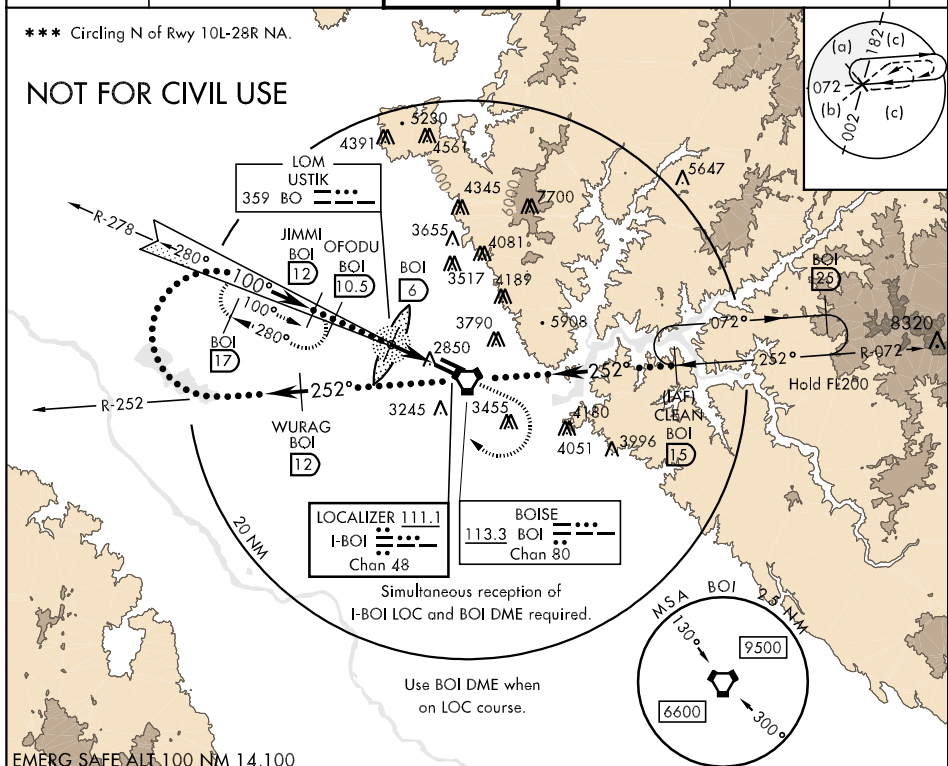 *** Circling N of Rwy 10L-28R NA.
NOT FOR CIVIL USE
(a)
182
(c)
072
(b)
002
(c)
5230
4391
4561
4000
LOM
USTIK
359 BO
4345
6000
7700
5647
R-278
280°
JIMMI
BOI
12
OFODU
BOI
10.5
3655
4081
3517
BOI
6
4189
BOI
25
100°
100°
280°
BOI
17
3790
5908
072°
8320
2850
252°
252°
252°
R-072
Hold FL200
R-252
WURAG
BOI
12
3245
3455
4180
4051
3996
(IAF)
CLEAN
BOI
15
LOCALIZER 111.1
I-BOI
Chan 48
BOISE
113.3 BOI
Chan 80
20 NM
Simultaneous reception of
I-BOI LOC and BOI DME required.
Use BOI DME when
on LOC course.
MSA BOI 25 NM
130°
9500
6600
300°
EMERG SAFE ALT 100 NM 14,100